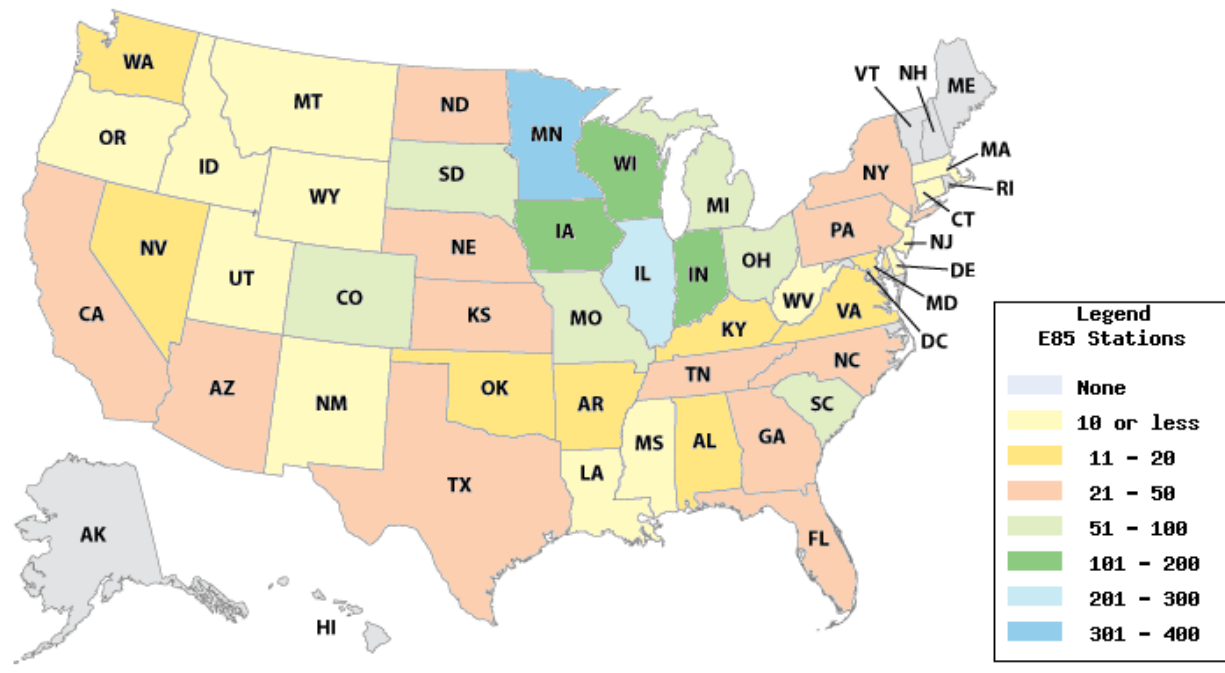 WA
VT NH
ME
MT
ND
MN
OR
MA
ID
SD
WI
NY
RI
WY
MI
CT
IA
PA
NJ
NV
NE
OH
IL
IN
DE
UT
CO
WV
MD
CA
KS
MO
VA
KY
DC
NC
TN
AZ
OK
NM
AR
SC
MS
AL
GA
LA
TX
AK
FL
HI
Legend
E85 Stations
None
10 or less
11 - 20
21 - 50
51 - 100
101 - 200
201 - 300
301 - 400